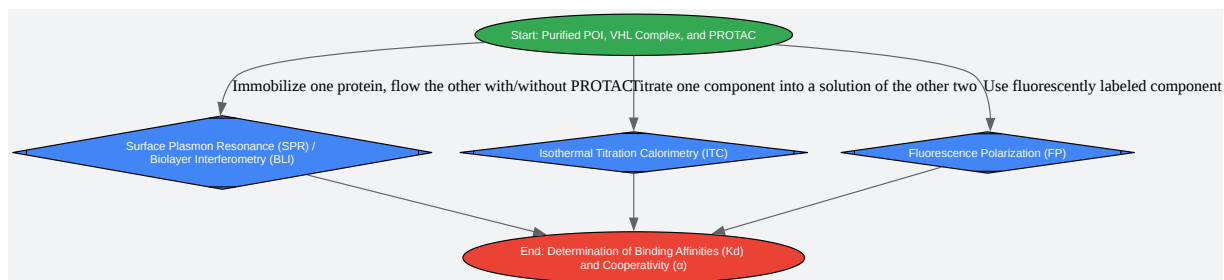 Start: Purified POI, VHL Complex, and PROTAC
Immobilize one protein, flow the other with/without PROTAC
Titrate one component into a solution of the other two
Use fluorescently labeled component
Surface Plasmon Resonance (SPR) /
Biolayer Interferometry (BLI)
Isothermal Titration Calorimetry (ITC)
Fluorescence Polarization (FP)
End: Determination of Binding Affinities (Kd)
and Cooperativity (α)